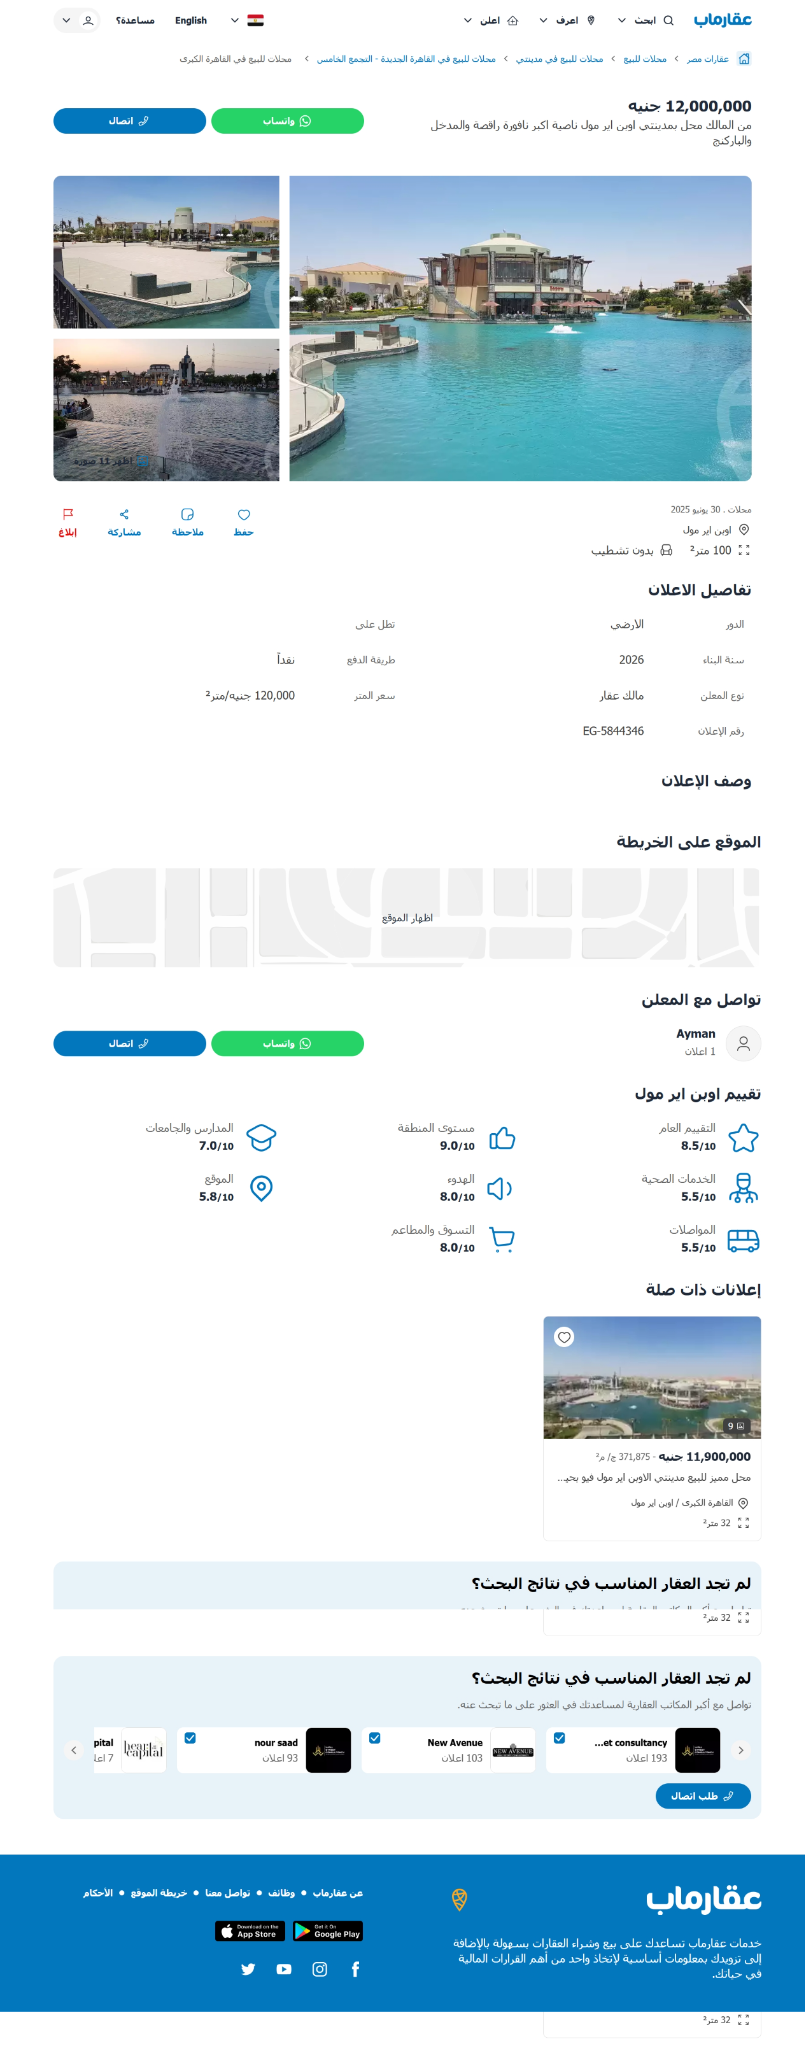 عقارماب
ابحث
اعرف
اعلن
English
مساعدة؟
عقارات مصر
محلات للبيع
محلات للبيع في مدينتي
محلات للبيع في القاهرة الجديدة - التجمع الخامس
محلات للبيع في القاهرة الكبرى
12,000,000 جنيه
من المالك محل بمدينتي اوبن اير مول ناصية اكبر نافورة راقصة والمدخل
والباركنج
واتساب
اتصال
اظهر 11 صورة
محلات . 30 يونيو 2025
اوبن اير مول
100 متر²
بدون تشطيب
حفظ
ملاحظة
مشاركة
إبلاغ
تفاصيل الاعلان
الدور
الارضي
تطل على
سنة البناء
2026
طريقة الدفع
نقداً
نوع المعلن
مالك عقار
سعر المتر
120,000 جنيه/متر²
رقم الإعلان
EG-5844346
وصف الإعلان
الموقع على الخريطة
اظهار الموقع
تواصل مع المعلن
Ayman
1 اعلان
واتساب
اتصال
تقييم اوبن اير مول
التقييم العام
8.5/10
مستوى المنطقة
9.0/10
المدارس والجامعات
7.0/10
الخدمات الصحية
5.5/10
الهدوء
8.0/10
الموقع
5.8/10
المواصلات
5.5/10
التسوق والمطاعم
8.0/10
إعلانات ذات صلة
9
11,900,000 جنيه - 371,875 ج/ م²
محل مميز للبيع مدينتي الاوبن اير مول فيو بحي...
القاهرة الكبرى / اوبن اير مول
32 متر²
لم تجد العقار المناسب في نتائج البحث؟
32 متر²
لم تجد العقار المناسب في نتائج البحث؟
تواصل مع أكبر المكاتب العقارية لمساعدتك في العثور على ما تبحث عنه.
...et consultancy
193 اعلان
New Avenue
103 اعلان
NEW AVENUE
nour saad
93 اعلان
heart of capital
pital
7 اعلا
طلب اتصال
عقارماب
خدمات عقارماب تساعدك على بيع وشراء العقارات بسهولة بالإضافة
إلى تزويدك بمعلومات أساسية لإتخاذ واحد من أهم القرارات المالية
في حياتك.
عن عقارماب
وظائف
تواصل معنا
خريطة الموقع
الأحكام
Get it On
Google Play
Download on the
App Store
32 متر²